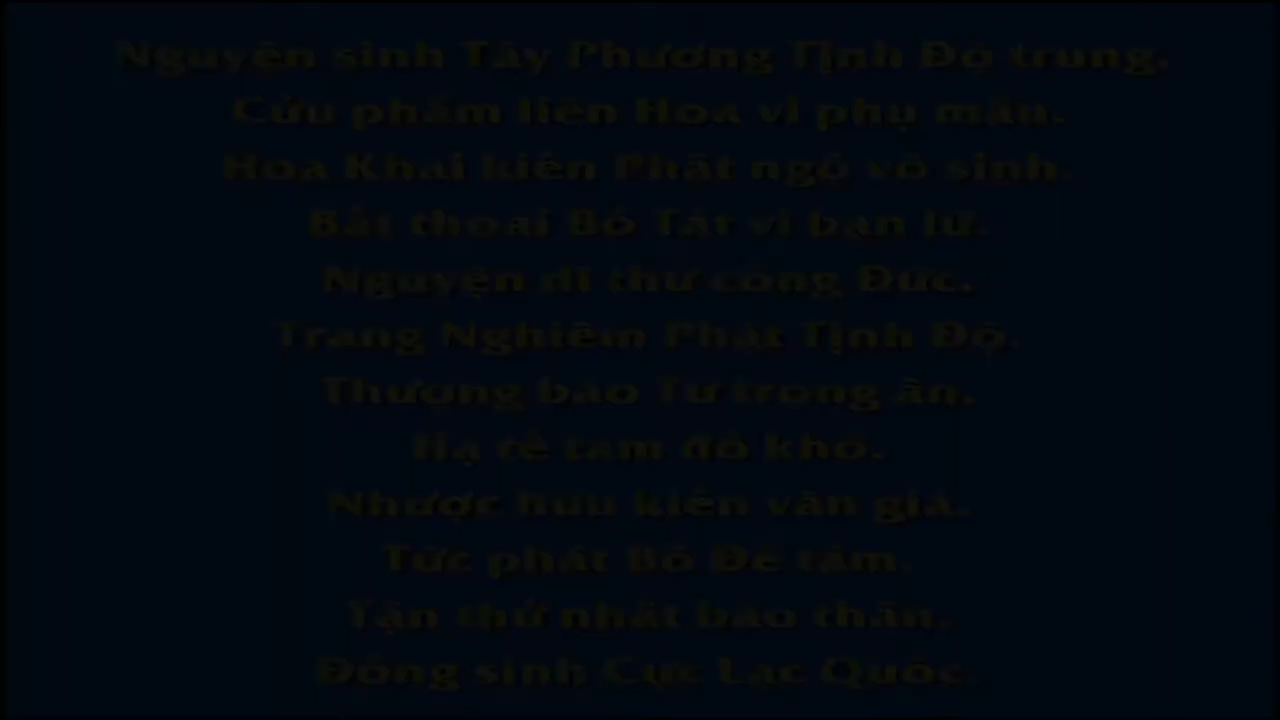 Nguyện sinh Tây Phương Tịnh Độ trung.
Cửu phẩm liên Hoa vi phụ mẫu.
Hoa Khai kiến Phật ngộ vô sinh.
Bất thoái Bồ Tát vi bạn lữ.
Nguyện dĩ thử công Đức.
Trang Nghiêm Phật Tịnh Độ.
Thượng báo Tứ trọng ân.
Hạ tế tam đồ khổ.
Nhược hữu kiến văn giả.
Tức phát Bồ Đề tâm.
Tận thử nhất báo thân.
Đồng sinh Cực Lạc Quốc.